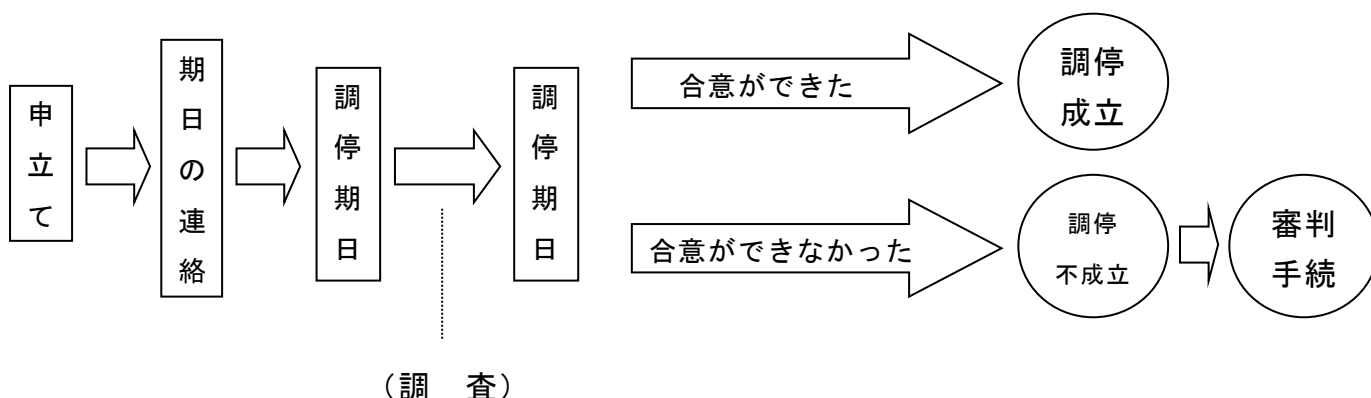 申立て
期日の連絡
調停期日
調停期日
合意ができた
調停
成立
合意ができなかった
調停
不成立
審判
手続
（調　査）